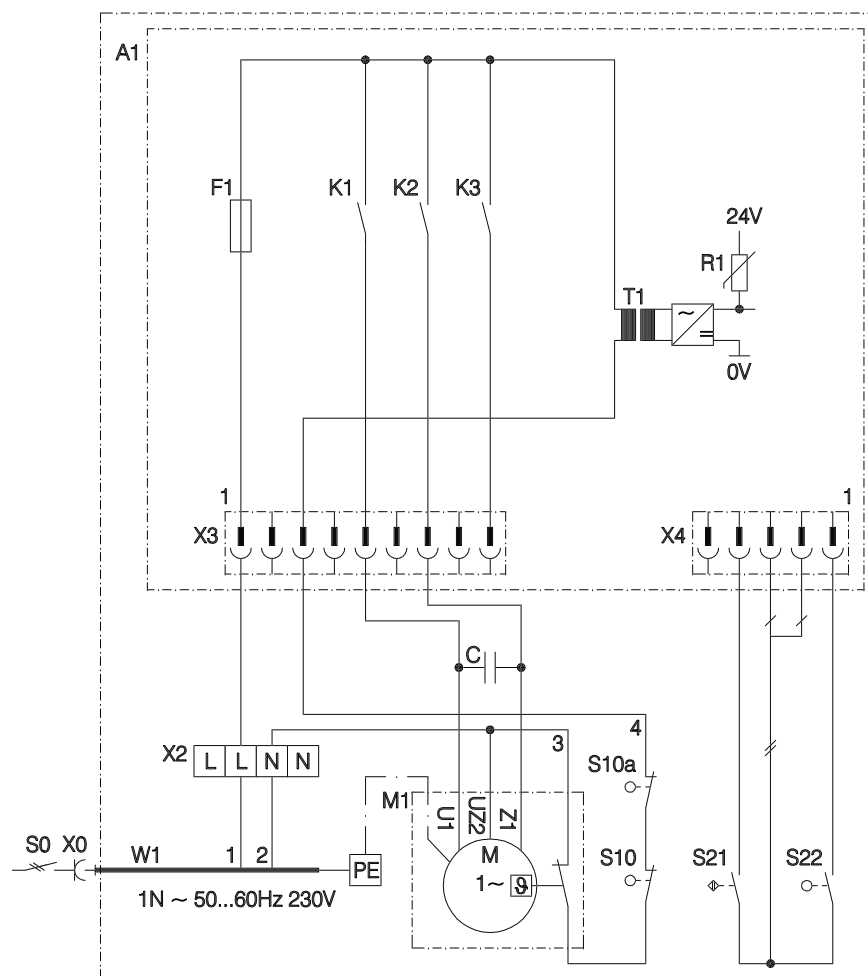 A1
F1 K1 K2 K3
24V
R1
T1
~
=
0V
1 1
X3 X4
C
4
X2 L L N N 3
S10a
M1
U1 UZ2 Z1
S0 X0 W1 1 2 PE M S10 S21 S22
1~ ϑ
1N ~ 50...60Hz 230V